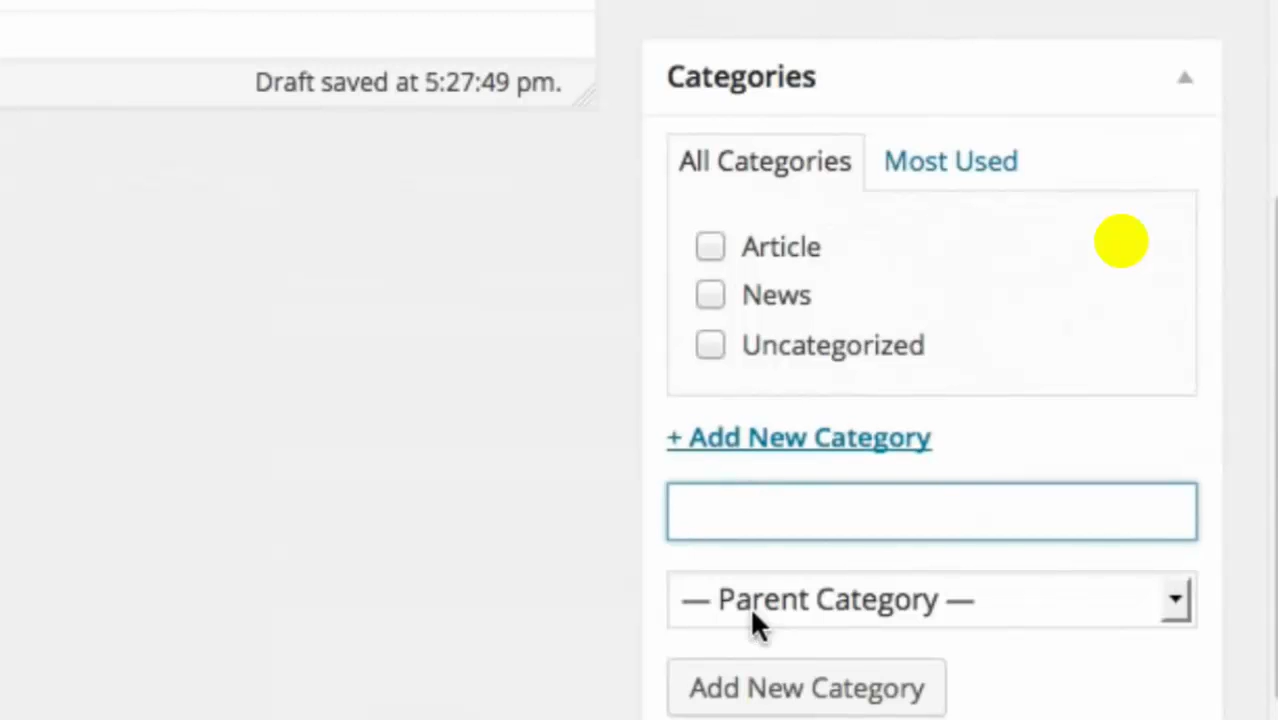 Draft saved at 5:27:49 pm.
Categories
All Categories Most Used
Article
News
Uncategorized
+ Add New Category
— Parent Category —
Add New Category